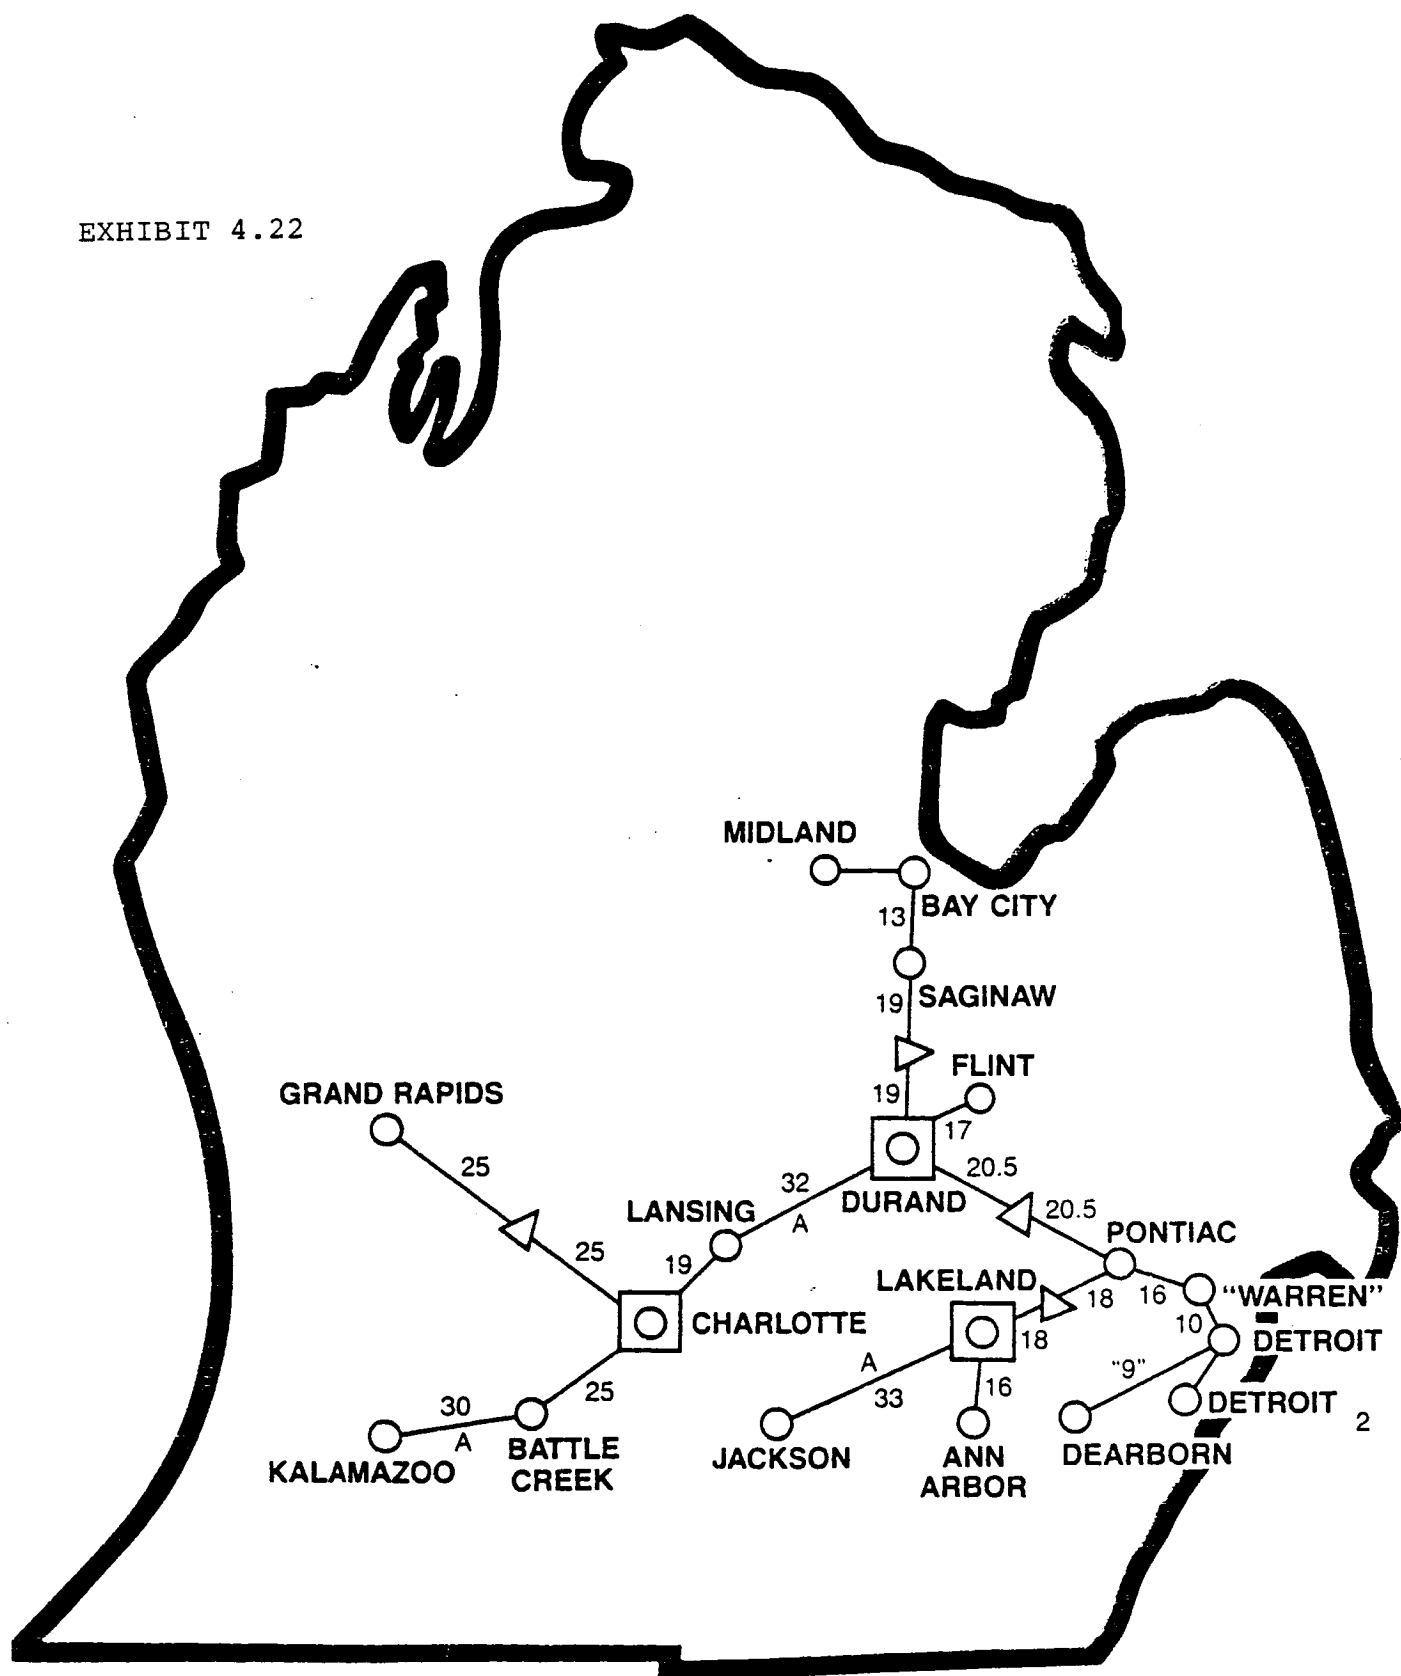 EXHIBIT 4.22
MIDLAND
BAY CITY
13
SAGINAW
19
FLINT
19
17
GRAND RAPIDS
25
20.5
32
DURAND
A
20.5
LANSING
25
19
PONTIAC
LAKELAND
18
16
"WARREN"
CHARLOTTE
18
10
DETROIT
A
"9"
25
33
16
30
A
DETROIT 2
KALAMAZOO
BATTLE
CREEK
JACKSON
ANN
ARBOR
DEARBORN